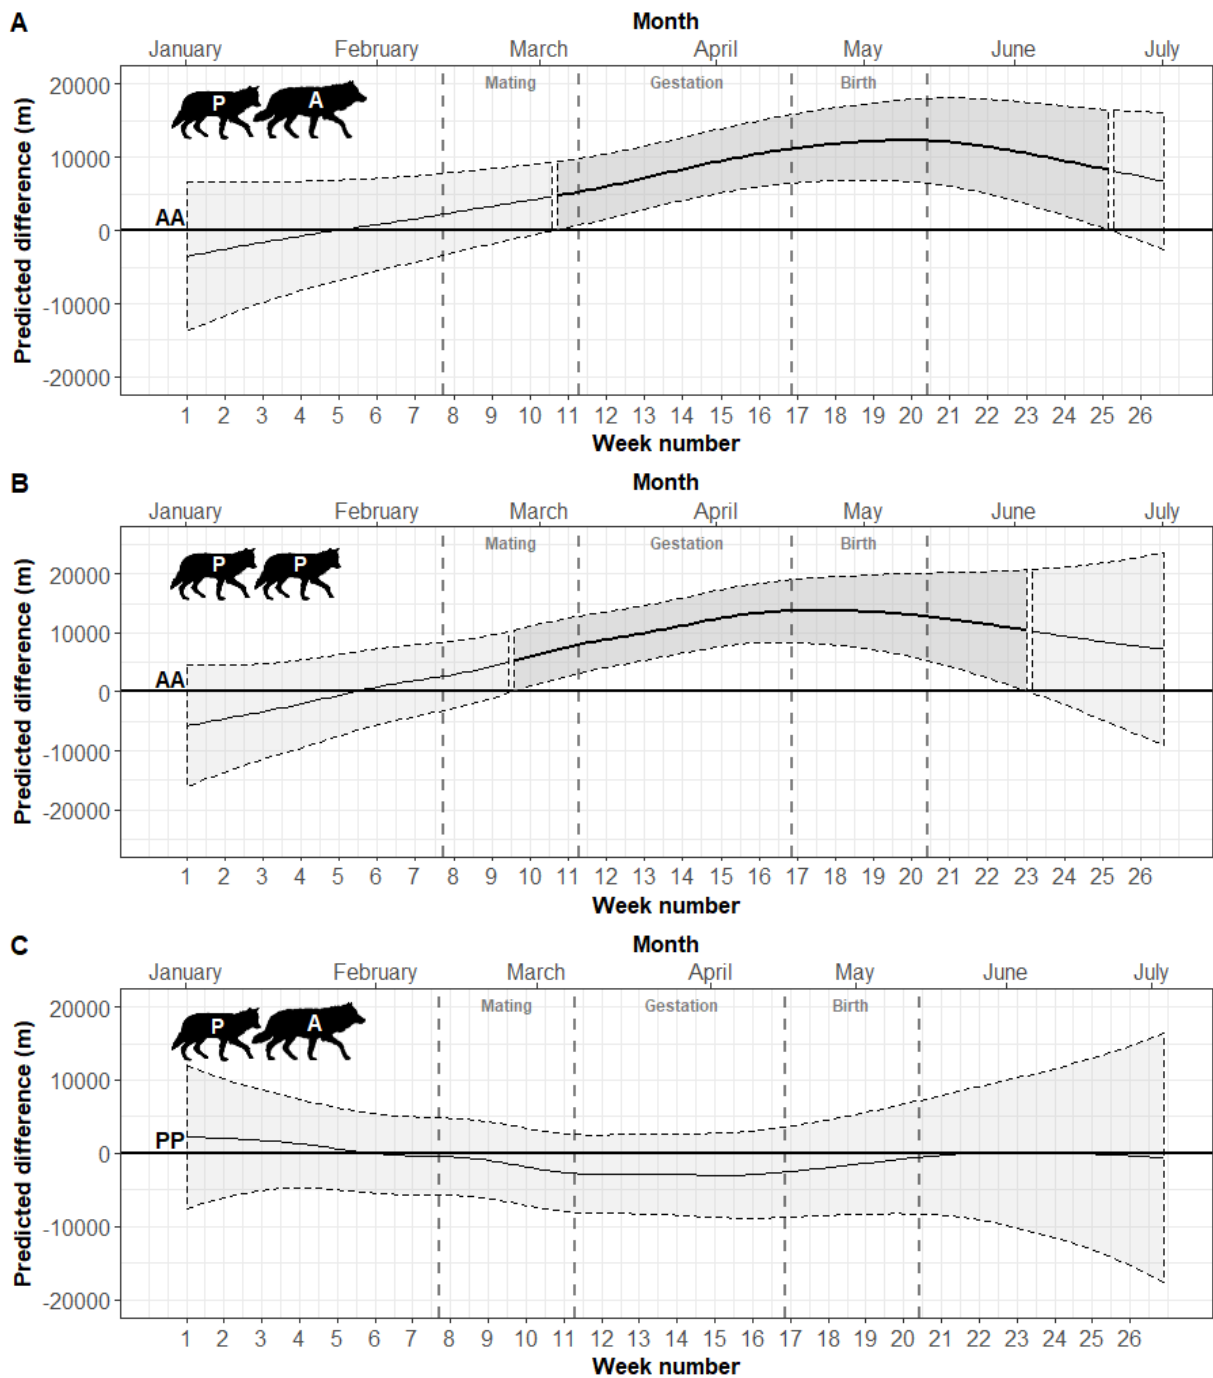 A
Month
January February March April May June July
Mating Gestation Birth
P A
AA
Predicted difference (m)
20000
10000
0
-10000
-20000
1 2 3 4 5 6 7 8 9 10 11 12 13 14 15 16 17 18 19 20 21 22 23 24 25 26
Week number
B
Month
January February March April May June July
Mating Gestation Birth
P P
AA
Predicted difference (m)
20000
10000
0
-10000
-20000
1 2 3 4 5 6 7 8 9 10 11 12 13 14 15 16 17 18 19 20 21 22 23 24 25 26
Week number
C
Month
January February March April May June July
Mating Gestation Birth
P A
PP
Predicted difference (m)
20000
10000
0
-10000
-20000
1 2 3 4 5 6 7 8 9 10 11 12 13 14 15 16 17 18 19 20 21 22 23 24 25 26
Week number